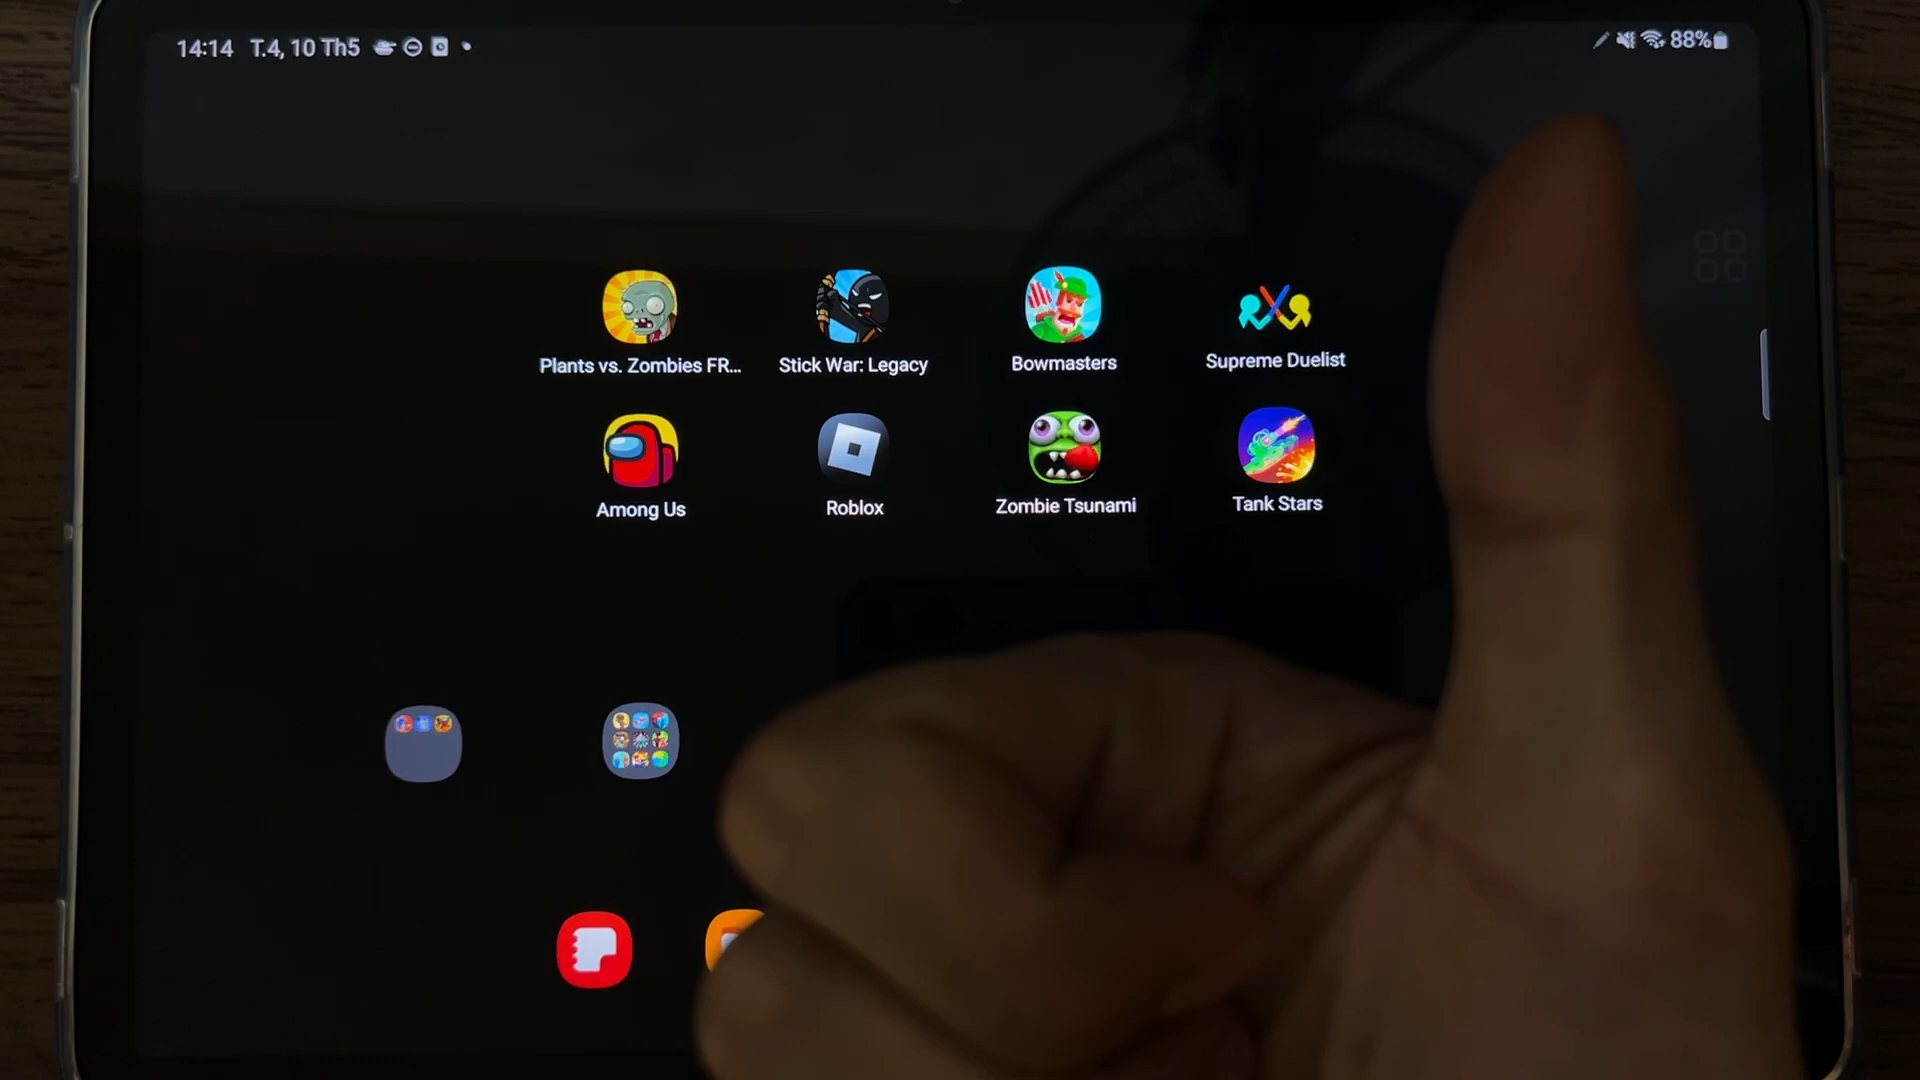 14:14 T.4, 10 Th5 88%
Plants vs. Zombies FR... Stick War: Legacy Bowmasters Supreme Duelist
Among Us Roblox Zombie Tsunami Tank Stars